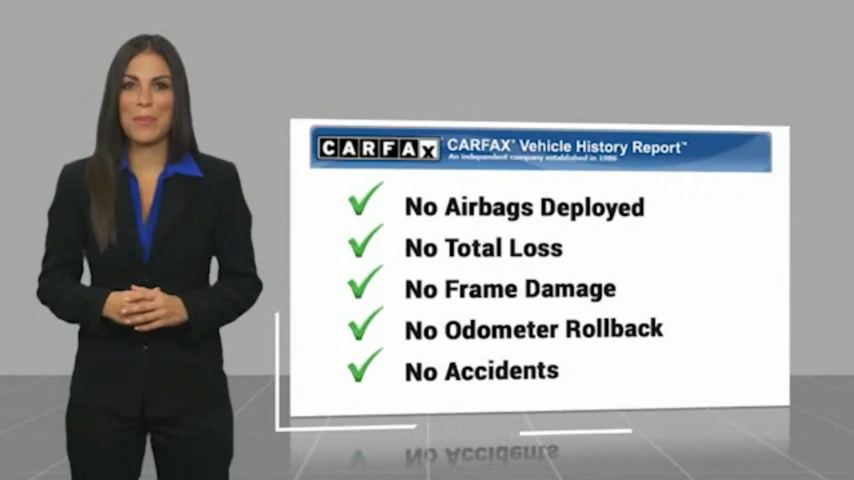 CARFAX CARFAX® Vehicle History Report™
An independent company established in 1986
No Airbags Deployed
No Total Loss
No Frame Damage
No Odometer Rollback
No Accidents
No Accidents